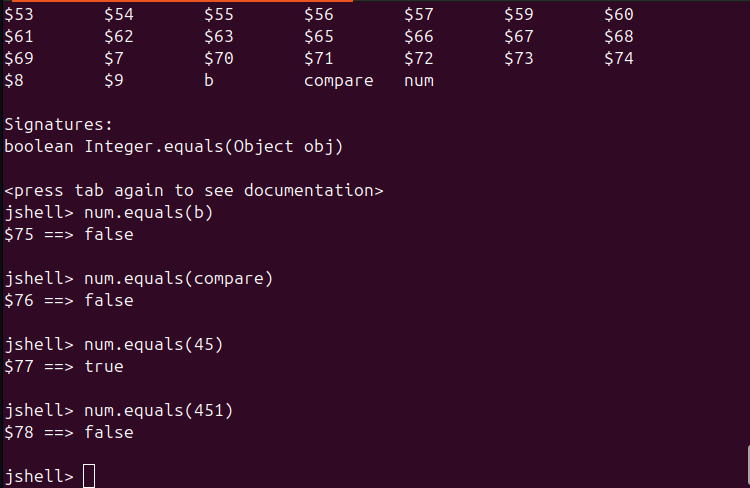 $53 $54 $55 $56 $57 $59 $60
$61 $62 $63 $65 $66 $67 $68
$69 $7 $70 $71 $72 $73 $74
$8 $9 b compare num
Signatures:
boolean Integer.equals(Object obj)
<press tab again to see documentation>
jshell> num.equals(b)
$75 ==> false
jshell> num.equals(compare)
$76 ==> false
jshell> num.equals(45)
$77 ==> true
jshell> num.equals(451)
$78 ==> false
jshell>